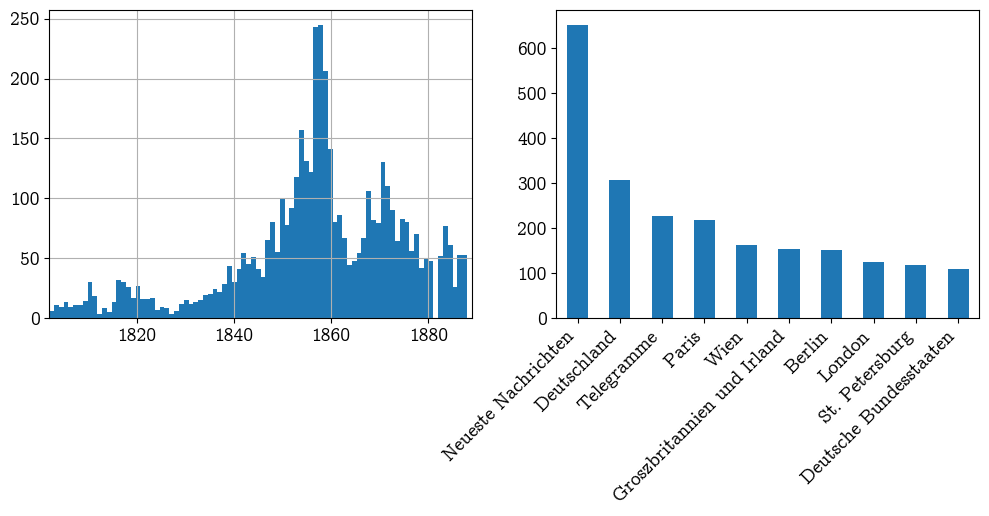 250
200
150
100
50
0
1820 1840 1860 1880
600
500
400
300
200
100
0
Neueste Nachrichten
Deutschland
Telegramme
Paris
Wien
Groszbritannien und Irland
Berlin
London
St. Petersburg
Deutsche Bundesstaaten